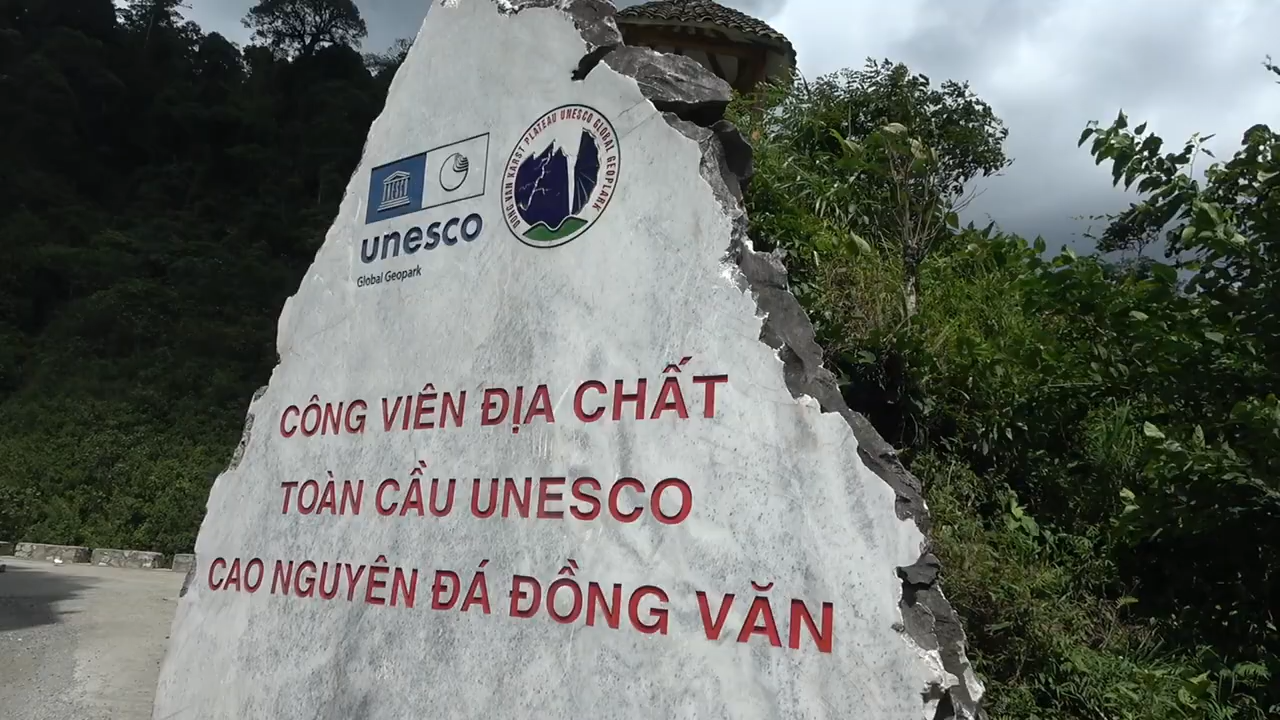 unesco
Global Geopark
DONG VAN KARST PLATEAU UNESCO GLOBAL GEOPLARK
CÔNG VIÊN ĐỊA CHẤT
TOÀN CẦU UNESCO
CAO NGUYÊN ĐÁ ĐỒNG VĂN